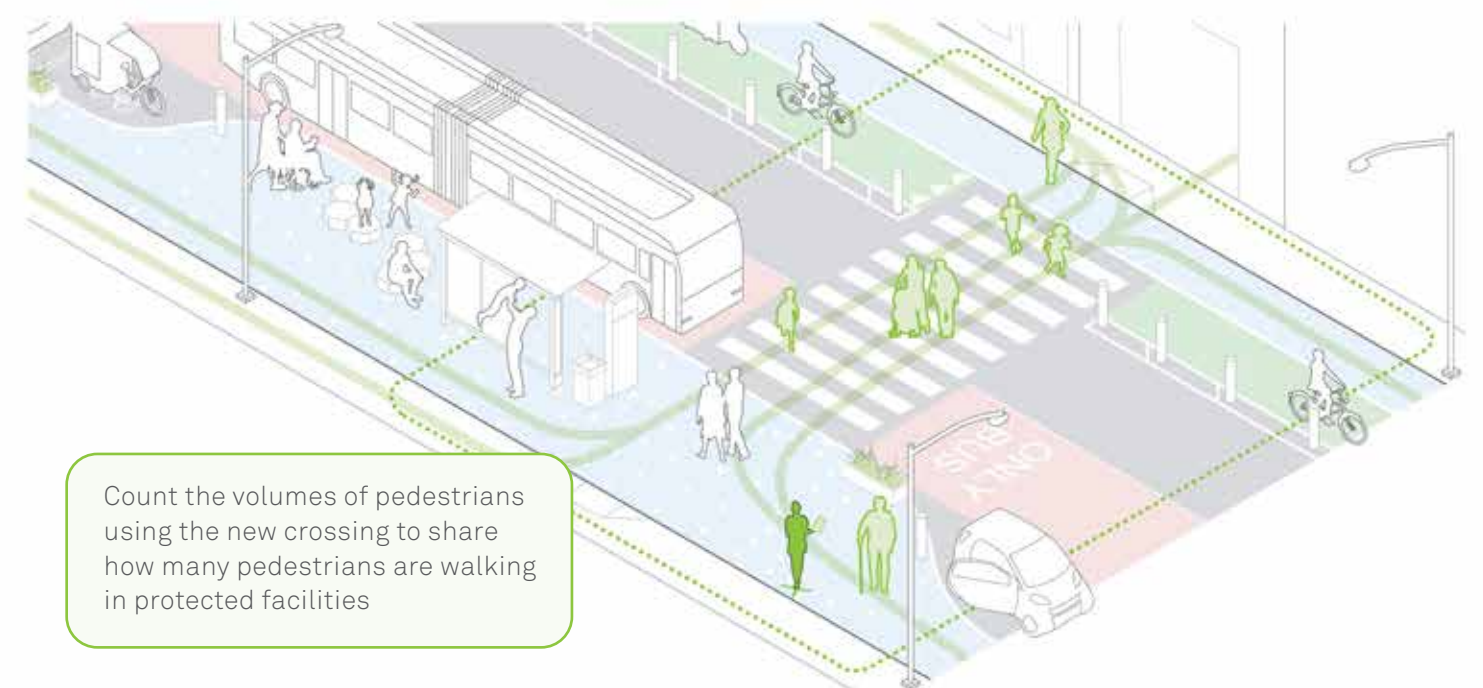 ONLY
BUS
Count the volumes of pedestrians
using the new crossing to share
how many pedestrians are walking
in protected facilities